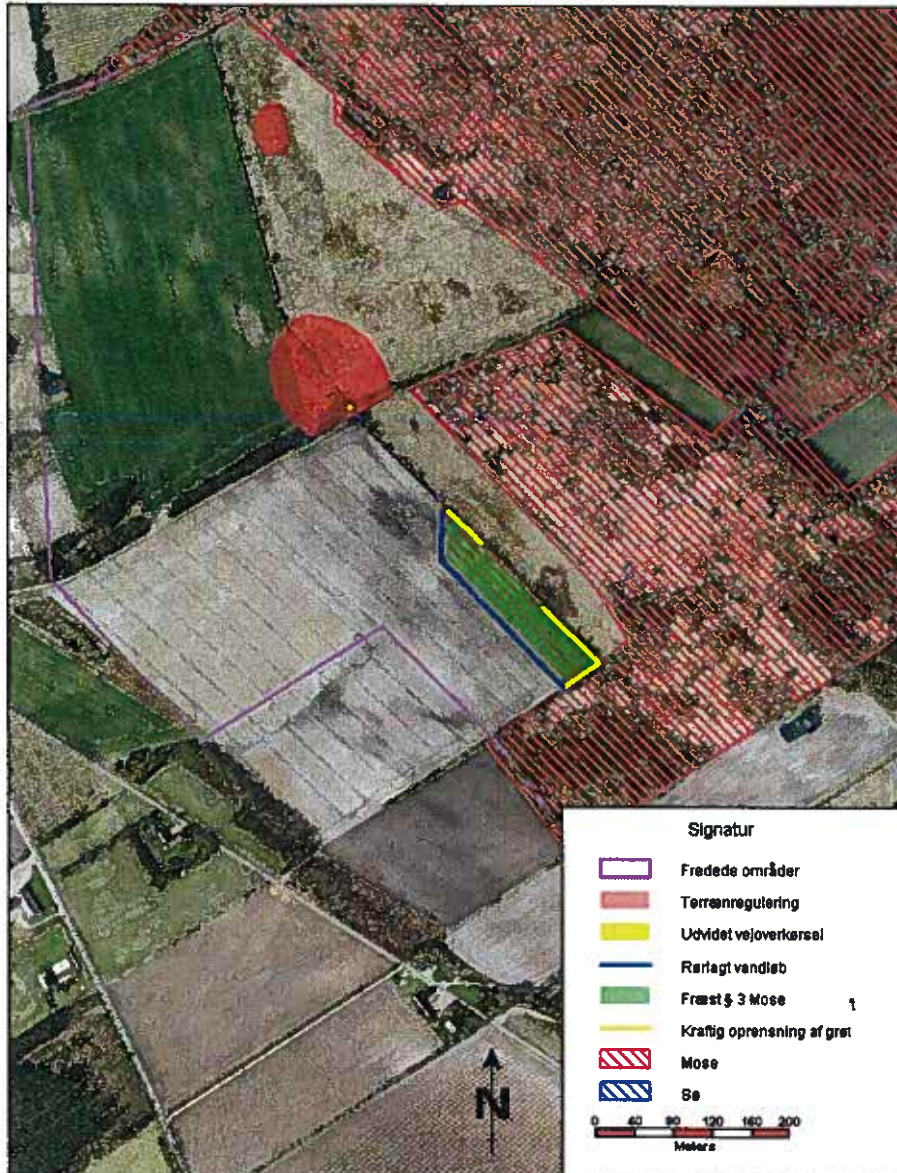 Signatur
Fredede områder
Terrænregulering
Udvidet vejoverkørsel
Rørlagt vandløb
Fræst § 3 Mose
Kraftig oprensning af grøt
Mose
Sø
N
0 40 80 120 160 200
Meters